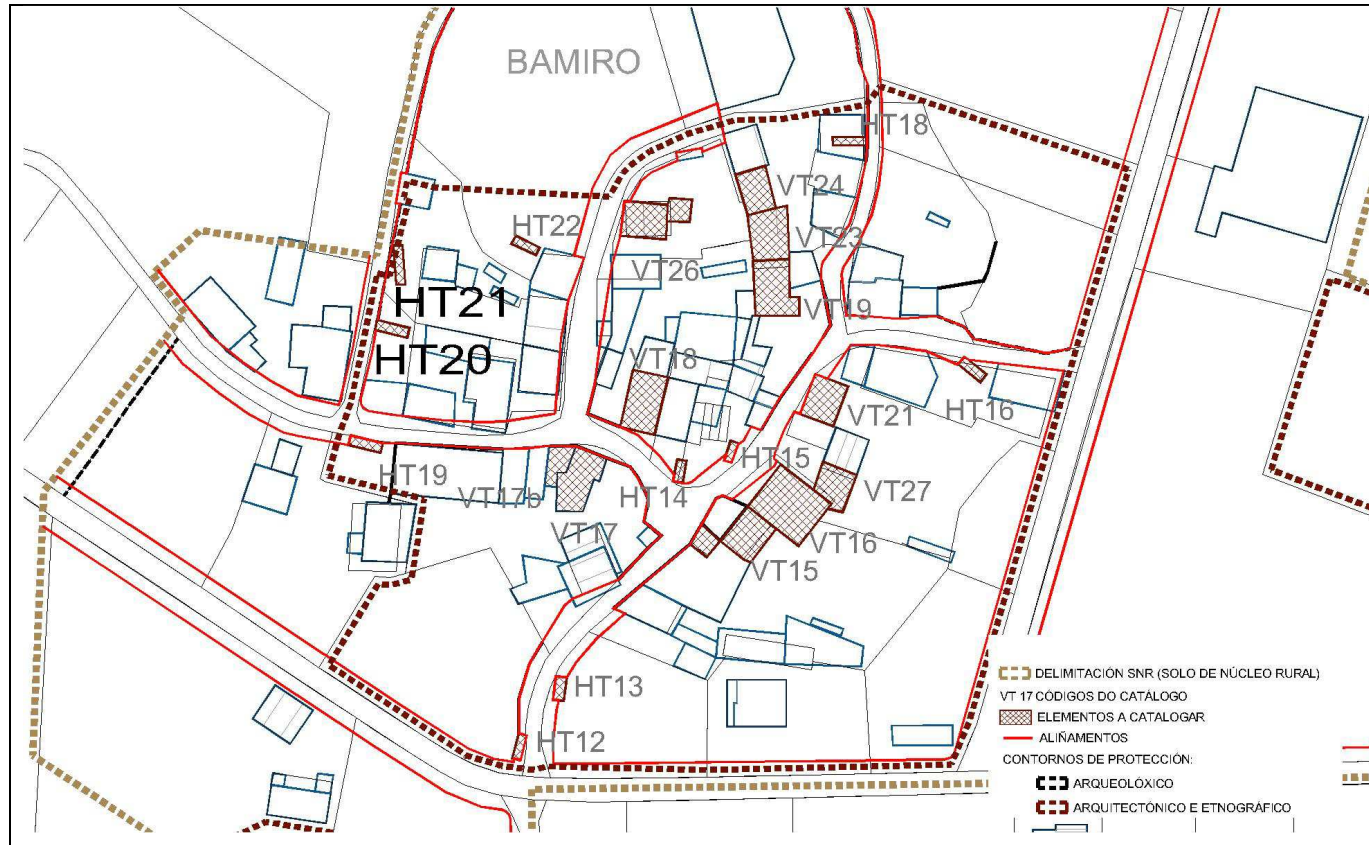 BAMIRO
HT18
VT24
HT22
VT23
VT26
HT21
VT19
HT20
VT18
HT16
VT21
HT15
HT19
HT14
VT27
VT17b
VT17
VT16
VT15
HT13
HT12
DELIMITACIÓN SNR (SOLO DE NÚCLEO RURAL)
VT 17 CÓDIGOS DO CATÁLOGO
ELEMENTOS A CATALOGAR
ALIÑAMENTOS
CONTORNOS DE PROTECCIÓN:
ARQUEOLÓXICO
ARQUITECTÓNICO E ETNOGRÁFICO